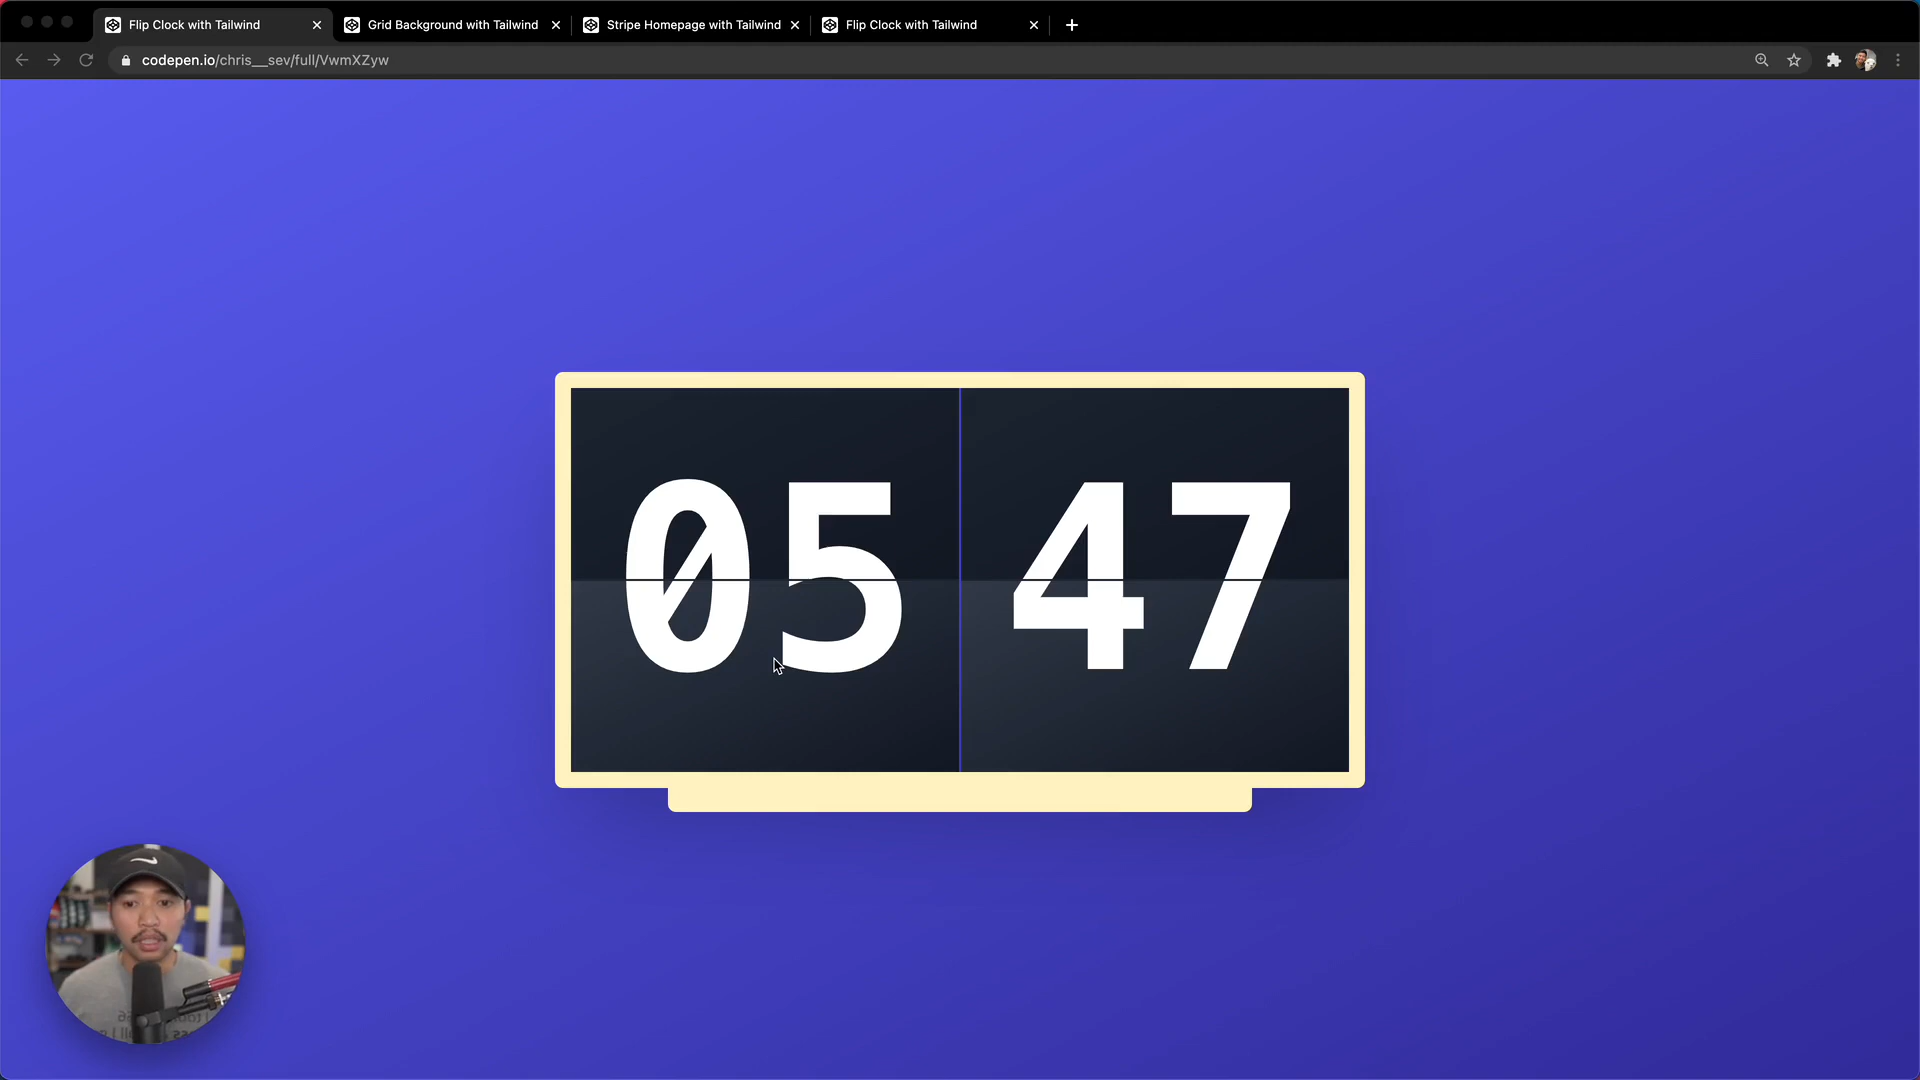 Flip Clock with Tailwind
Grid Background with Tailwind
Stripe Homepage with Tailwind
Flip Clock with Tailwind
codepen.io/chris__sev/full/VwmXZyw
05 47